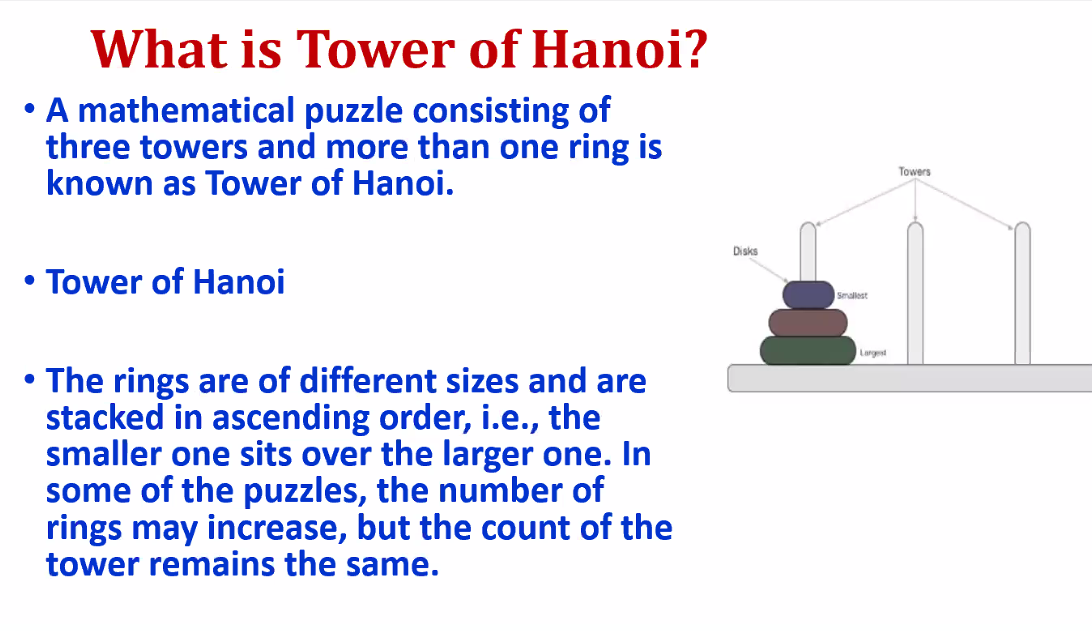 What is Tower of Hanoi?
• A mathematical puzzle consisting of
three towers and more than one ring is
known as Tower of Hanoi.
• Tower of Hanoi
• The rings are of different sizes and are
stacked in ascending order, i.e., the
smaller one sits over the larger one. In
some of the puzzles, the number of
rings may increase, but the count of the
tower remains the same.
Towers
Disks
Smallest
Largest